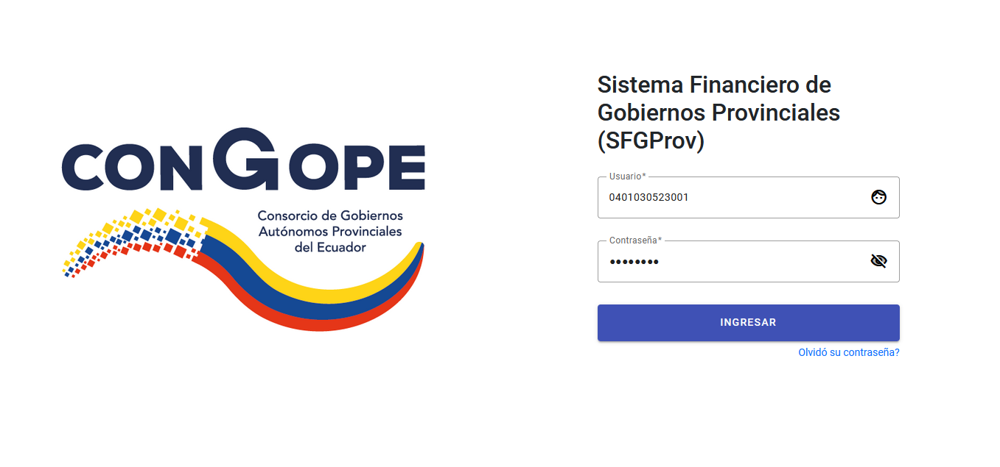 CONGOPE
Consorcio de Gobiernos
Autónomos Provinciales
del Ecuador
Sistema Financiero de
Gobiernos Provinciales
(SFGProv)
Usuario*
0401030523001
Contraseña*
••••••••
INGRESAR
Olvidó su contraseña?